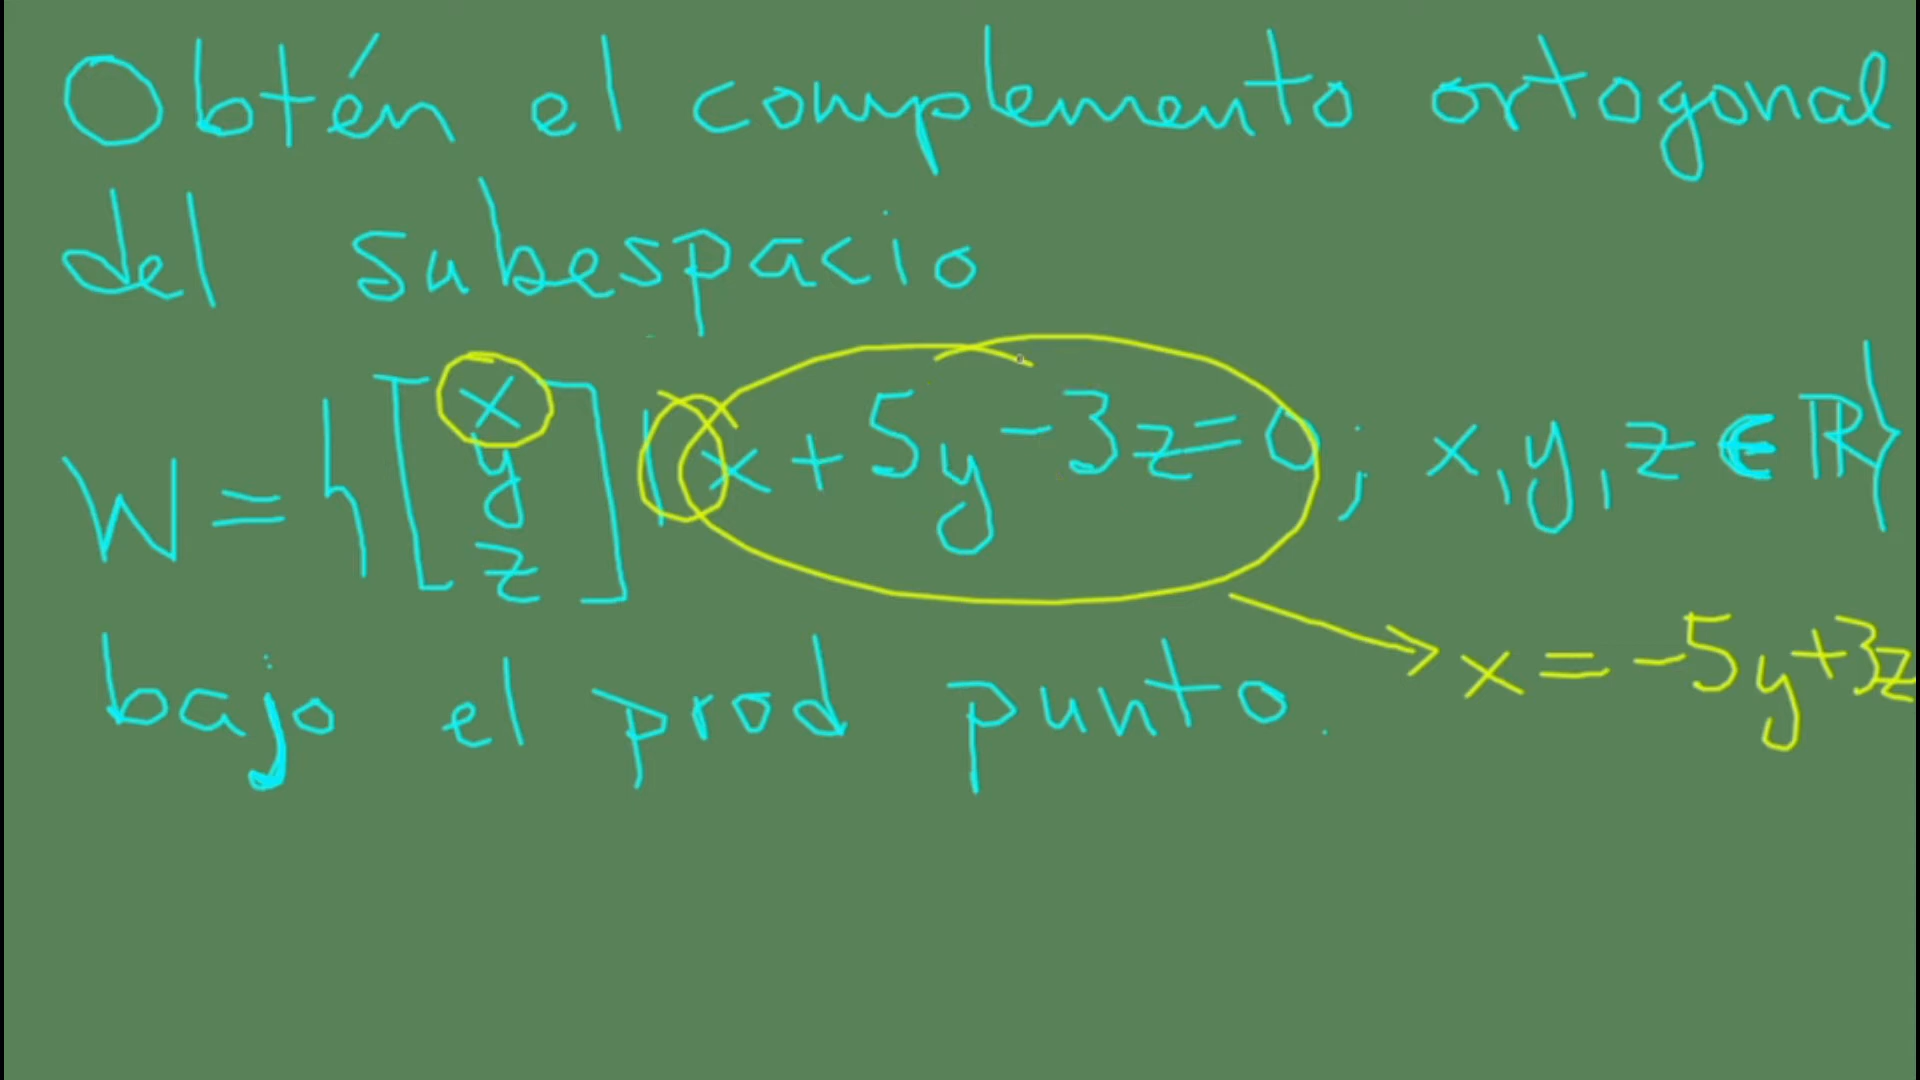 Obtén el complemento ortogonal
del subespacio
W = { [x y z] | x + 5y - 3z = 0; x, y, z ∈ ℝ}
x = -5y + 3z
bajo el prod punto.